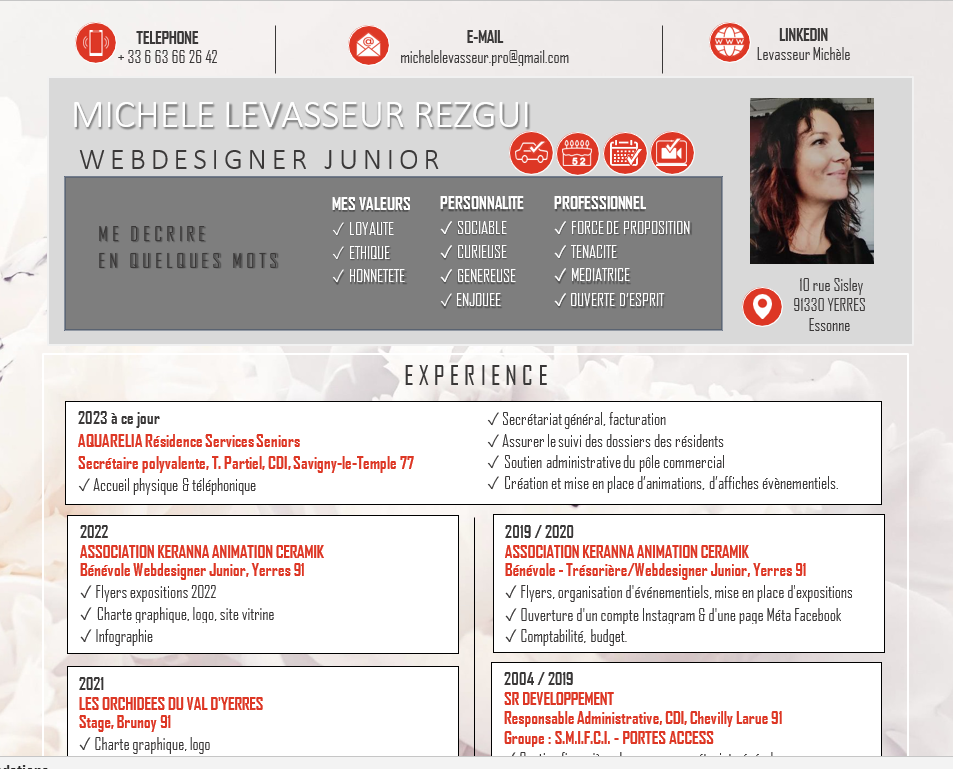 TELEPHONE
+ 33 6 63 66 26 42
E-MAIL
michelelevasseur.pro@gmail.com
WWW
LINKEDIN
Levasseur Michèle
MICHELE LEVASSEUR REZGUI
WEBDESIGNER JUNIOR
52
ME DECRIRE
EN QUELQUES MOTS
MES VALEURS
✓ LOYAUTE
✓ ETHIQUE
✓ HONNETETE
PERSONNALITE
✓ SOCIABLE
✓ CURIEUSE
✓ GENEREUSE
✓ ENJOUEE
PROFESSIONNEL
✓ FORCE DE PROPOSITION
✓ TENACITE
✓ MEDIATRICE
✓ OUVERTE D'ESPRIT
10 rue Sisley
91330 YERRES
Essonne
EXPERIENCE
2023 à ce jour
AQUARELIA Résidence Services Seniors
Secrétaire polyvalente, T. Partiel, CDI, Savigny-le-Temple 77
✓ Accueil physique & téléphonique
✓ Secrétariat général, facturation
✓ Assurer le suivi des dossiers des résidents
✓ Soutien administrative du pôle commercial
✓ Création et mise en place d'animations, d'affiches évènementiels.
2022
ASSOCIATION KERANNA ANIMATION CERAMIK
Bénévole Webdesigner Junior, Yerres 91
✓ Flyers expositions 2022
✓ Charte graphique, logo, site vitrine
✓ Infographie
2019 / 2020
ASSOCIATION KERANNA ANIMATION CERAMIK
Bénévole - Trésorière/Webdesigner Junior, Yerres 91
✓ Flyers, organisation d'événementiels, mise en place d'expositions
✓ Ouverture d'un compte Instagram & d'une page Méta Facebook
✓ Comptabilité, budget.
2021
LES ORCHIDEES DU VAL D'YERRES
Stage, Brunoy 91
✓ Charte graphique, logo
2004 / 2019
SR DEVELOPPEMENT
Responsable Administrative, CDI, Chevilly Larue 91
Groupe : S.M.I.F.C.I. - PORTES ACCESS